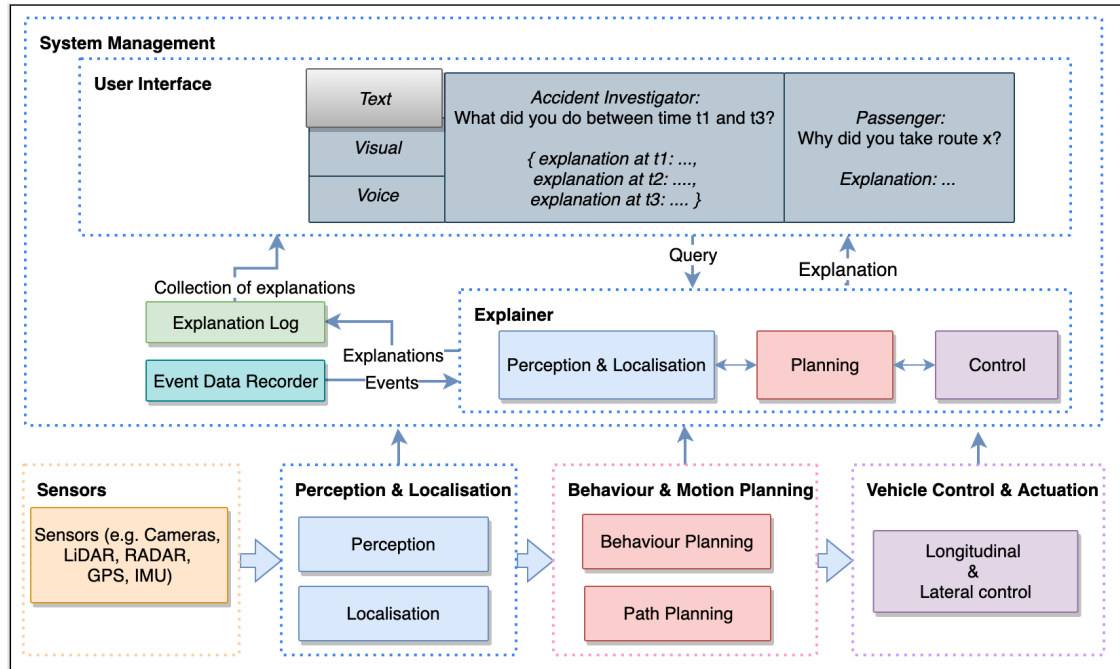 System Management
User Interface
Text
Visual
Voice
Accident Investigator:
What did you do between time t1 and t3?
{ explanation at t1: ...,
explanation at t2: ....,
explanation at t3: .... }
Passenger:
Why did you take route x?
Explanation: ...
Query
Explanation
Collection of explanations
Explanation Log
Explanations
Event Data Recorder
Events
Explainer
Perception & Localisation
Planning
Control
Sensors
Sensors (e.g. Cameras,
LiDAR, RADAR,
GPS, IMU)
Perception & Localisation
Perception
Localisation
Behaviour & Motion Planning
Behaviour Planning
Path Planning
Vehicle Control & Actuation
Longitudinal
&
Lateral control